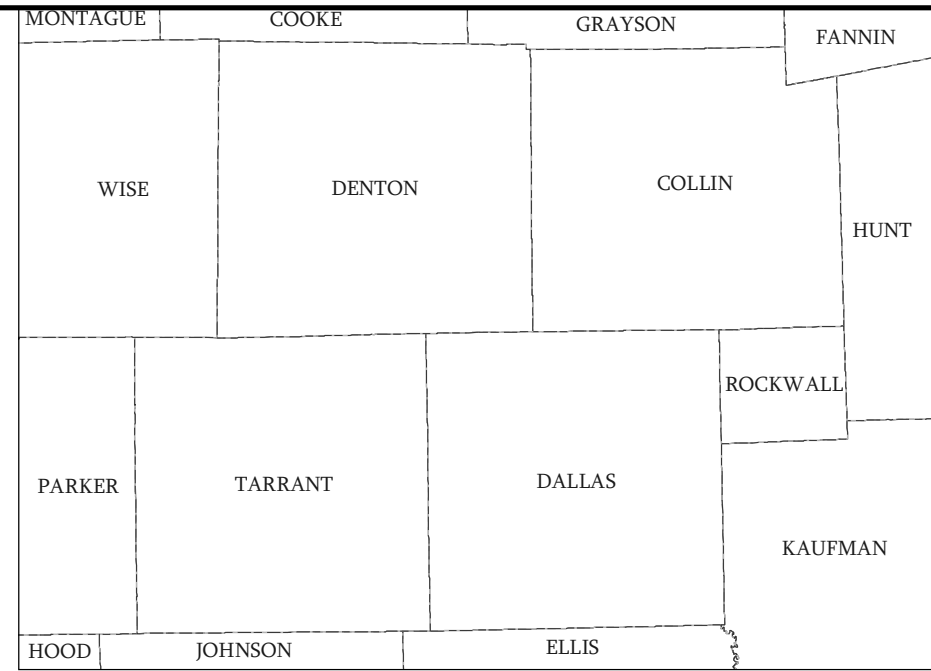 MONTAGUE
COOKE
GRAYSON
FANNIN
WISE
DENTON
COLLIN
HUNT
ROCKWALL
PARKER
TARRANT
DALLAS
KAUFMAN
HOOD
JOHNSON
ELLIS